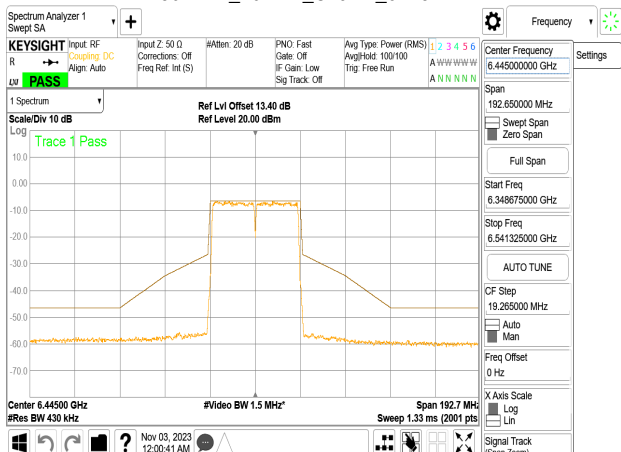 Spectrum Analyzer 1
Swept SA
Frequency
KEYSIGHT
R
LXI
PASS
Input: RF
Coupling: DC
Align: Auto
Input Z: 50 Ω
Corrections: Off
Freq Ref: Int (S)
#Atten: 20 dB
PNO: Fast
Gate: Off
IF Gain: Low
Sig Track: Off
Avg Type: Power (RMS)
Avg|Hold: 100/100
Trig: Free Run
1 2 3 4 5 6
A W W W W W
A N N N N N
1 Spectrum
Scale/Div 10 dB
Ref Lvl Offset 13.40 dB
Ref Level 20.00 dBm
Log
Trace 1 Pass
10.0
0.00
-10.0
-20.0
-30.0
-40.0
-50.0
-60.0
-70.0
Center 6.44500 GHz
#Res BW 430 kHz
#Video BW 1.5 MHz*
Span 192.7 MHz
Sweep 1.33 ms (2001 pts)
Nov 03, 2023
12:00:41 AM
?
Center Frequency
6.445000000 GHz
Settings
Span
192.650000 MHz
Swept Span
Zero Span
Full Span
Start Freq
6.348675000 GHz
Stop Freq
6.541325000 GHz
AUTO TUNE
CF Step
19.265000 MHz
Auto
Man
Freq Offset
0 Hz
X Axis Scale
Log
Lin
Signal Track
(Span Zoom)